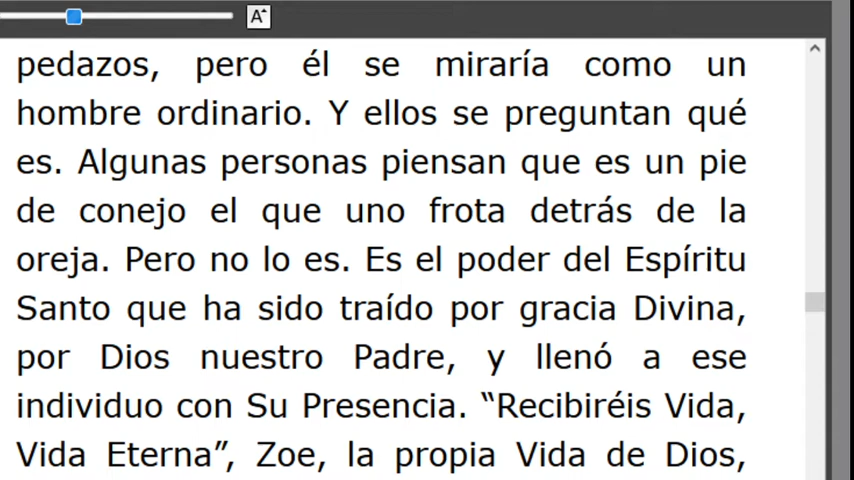 A
pedazos, pero él se miraría como un
hombre ordinario. Y ellos se preguntan qué
es. Algunas personas piensan que es un pie
de conejo el que uno frota detrás de la
oreja. Pero no lo es. Es el poder del Espíritu
Santo que ha sido traído por gracia Divina,
por Dios nuestro Padre, y llenó a ese
individuo con Su Presencia. “Recibiréis Vida,
Vida Eterna”, Zoe, la propia Vida de Dios,